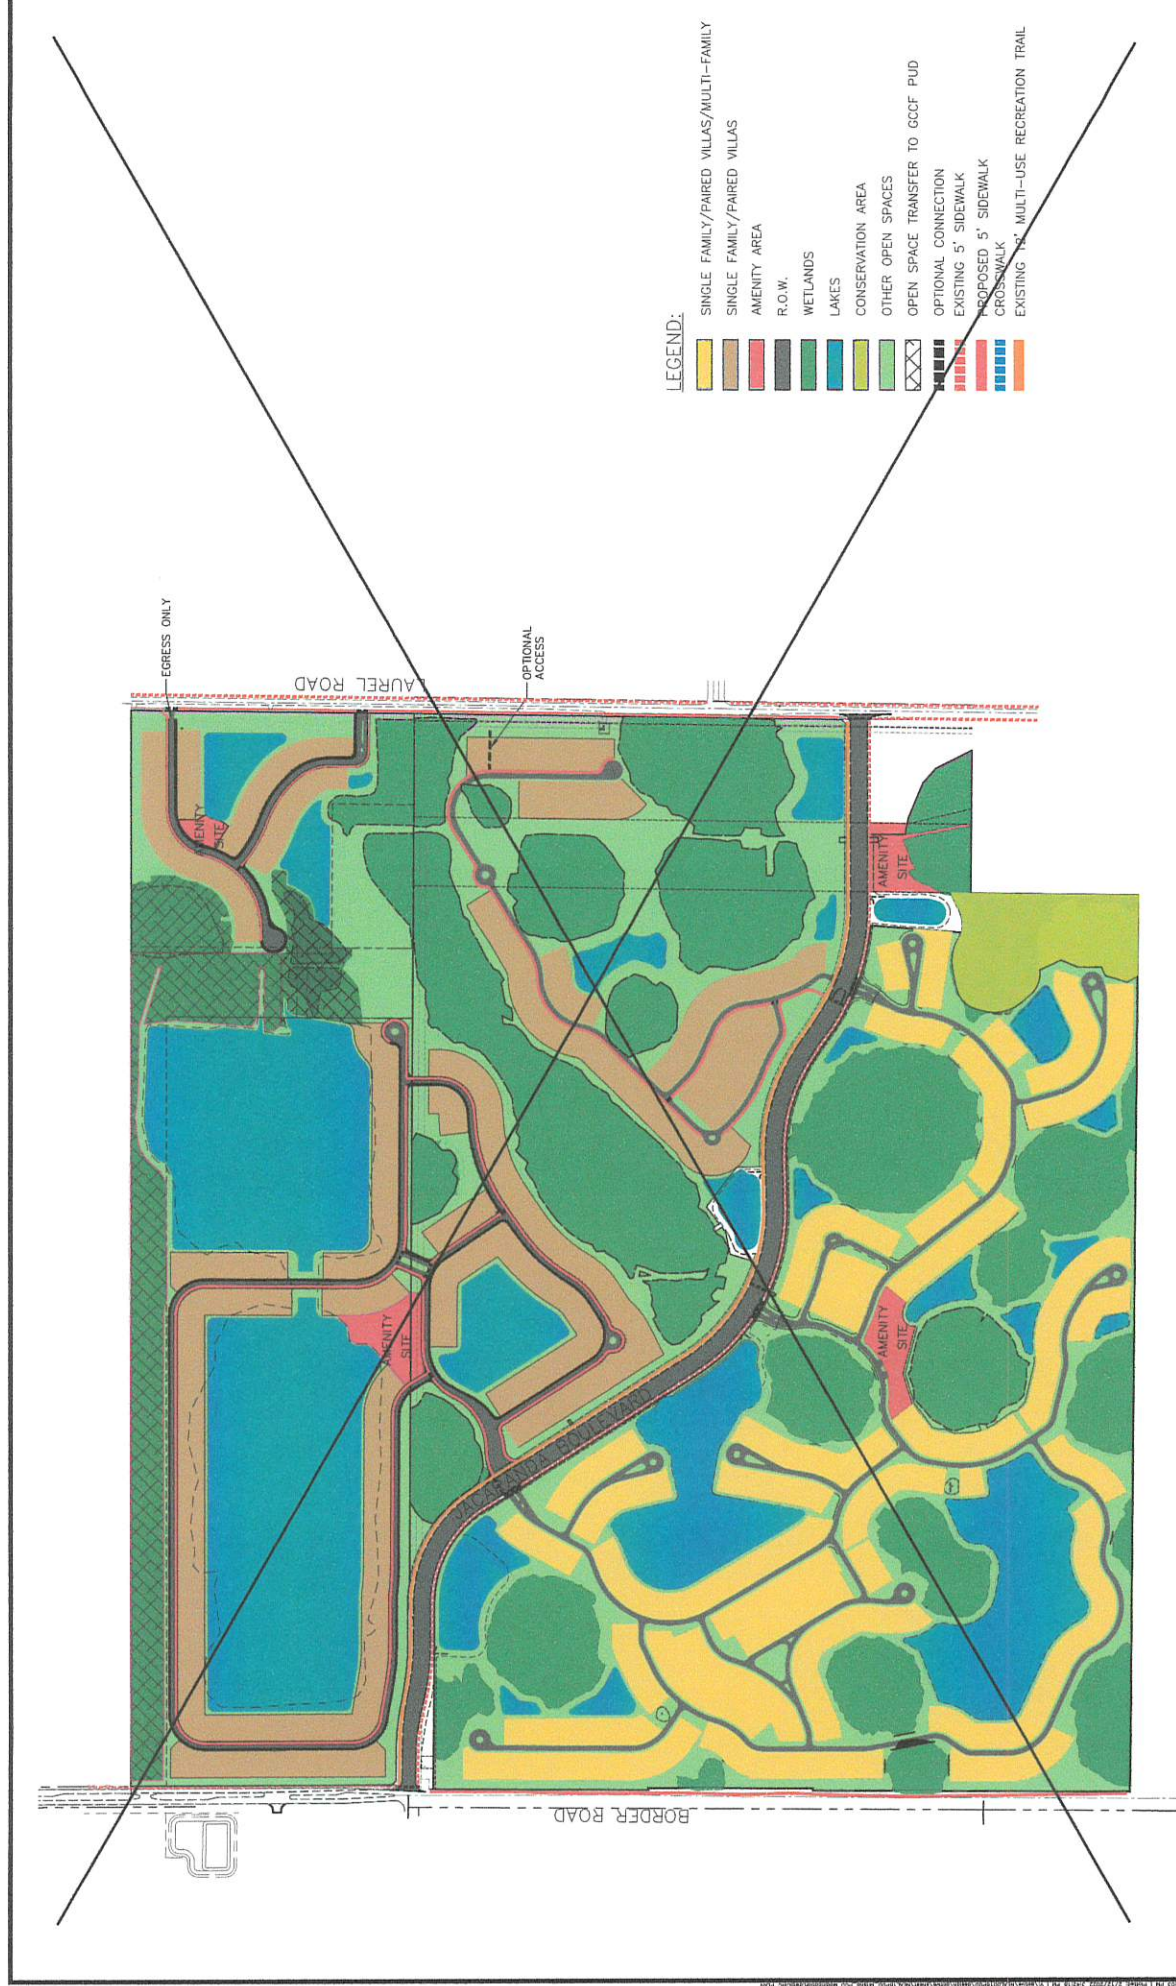 LEGEND:
SINGLE FAMILY/PAIRED VILLAS/MULTI-FAMILY
SINGLE FAMILY/PAIRED VILLAS
AMENITY AREA
R.O.W.
WETLANDS
LAKES
CONSERVATION AREA
OTHER OPEN SPACES
OPEN SPACE TRANSFER TO GCCF PUD
OPTIONAL CONNECTION
EXISTING 5' SIDEWALK
PROPOSED 5' SIDEWALK
CROSSWALK
EXISTING 12' MULTI-USE RECREATION TRAIL
EGRESS ONLY
LAUREL ROAD
OPTIONAL
ACCESS
AMENITY
SITE
AMENITY
SITE
AMENITY
SITE
AMENITY
SITE
JACARANDA BOULEVARD
BORDER ROAD